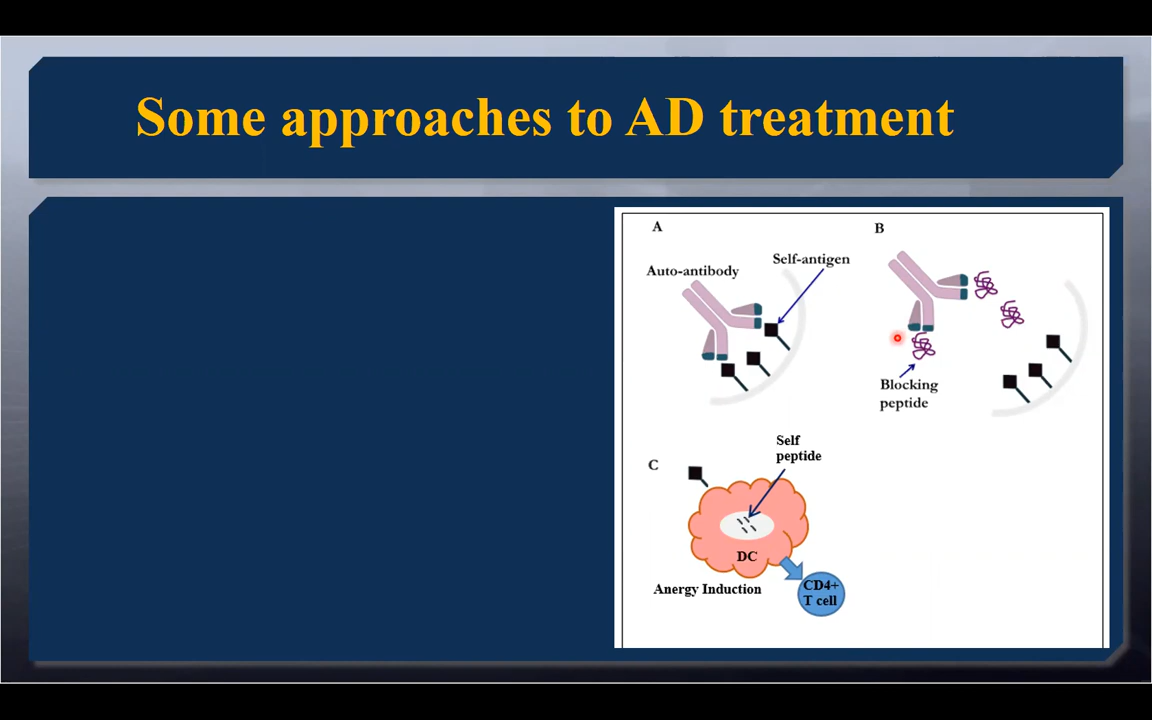 Some approaches to AD treatment
A
B
Self-antigen
Auto-antibody
Blocking
peptide
Self
peptide
C
DC
Anergy Induction
CD4+
T cell